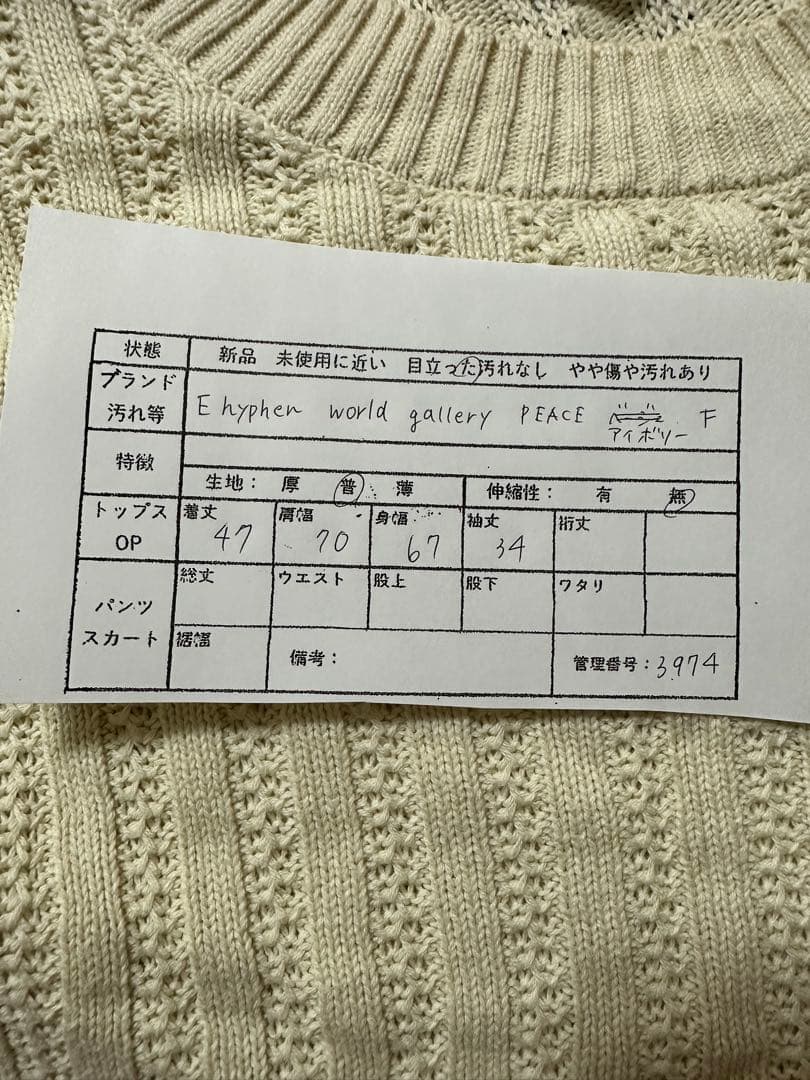 状態 新品 未使用に近い 目立った汚れなし やや傷や汚れあり
ブランド
汚れ等
E hyphen world gallery PEACE F
アイボリー
特徴
生地: 厚 普 薄 伸縮性: 有 無
トップス
OP
着丈 肩幅 身幅 袖丈 裄丈
47 70 67 34
パンツ
スカート
総丈 ウエスト 股上 股下 ワタリ
裾幅 備考: 管理番号:3974